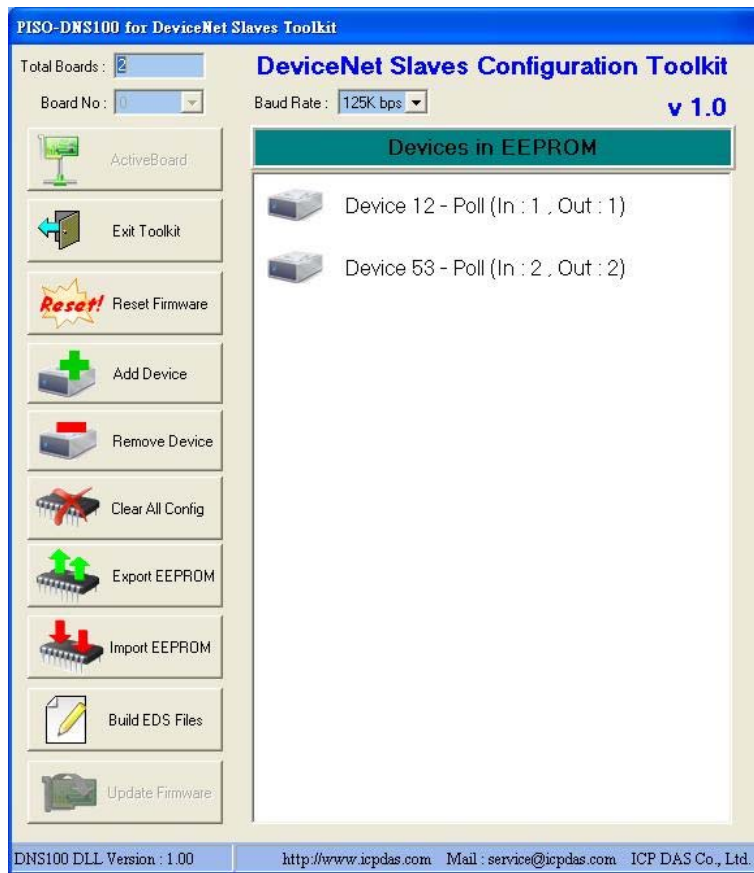 PISO-DNS100 for DeviceNet Slaves Toolkit
Total Boards : 2
DeviceNet Slaves Configuration Toolkit
Board No : 0
Baud Rate : 125K bps
v 1.0
ActiveBoard
Devices in EEPROM
Device 12 - Poll (In : 1 , Out : 1)
Exit Toolkit
Device 53 - Poll (In : 2 , Out : 2)
Reset! Reset Firmware
Add Device
Remove Device
Clear All Config
Export EEPROM
Import EEPROM
Build EDS Files
Update Firmware
DNS100 DLL Version : 1.00
http://www.icpdas.com Mail : service@icpdas.com ICP DAS Co., Ltd.